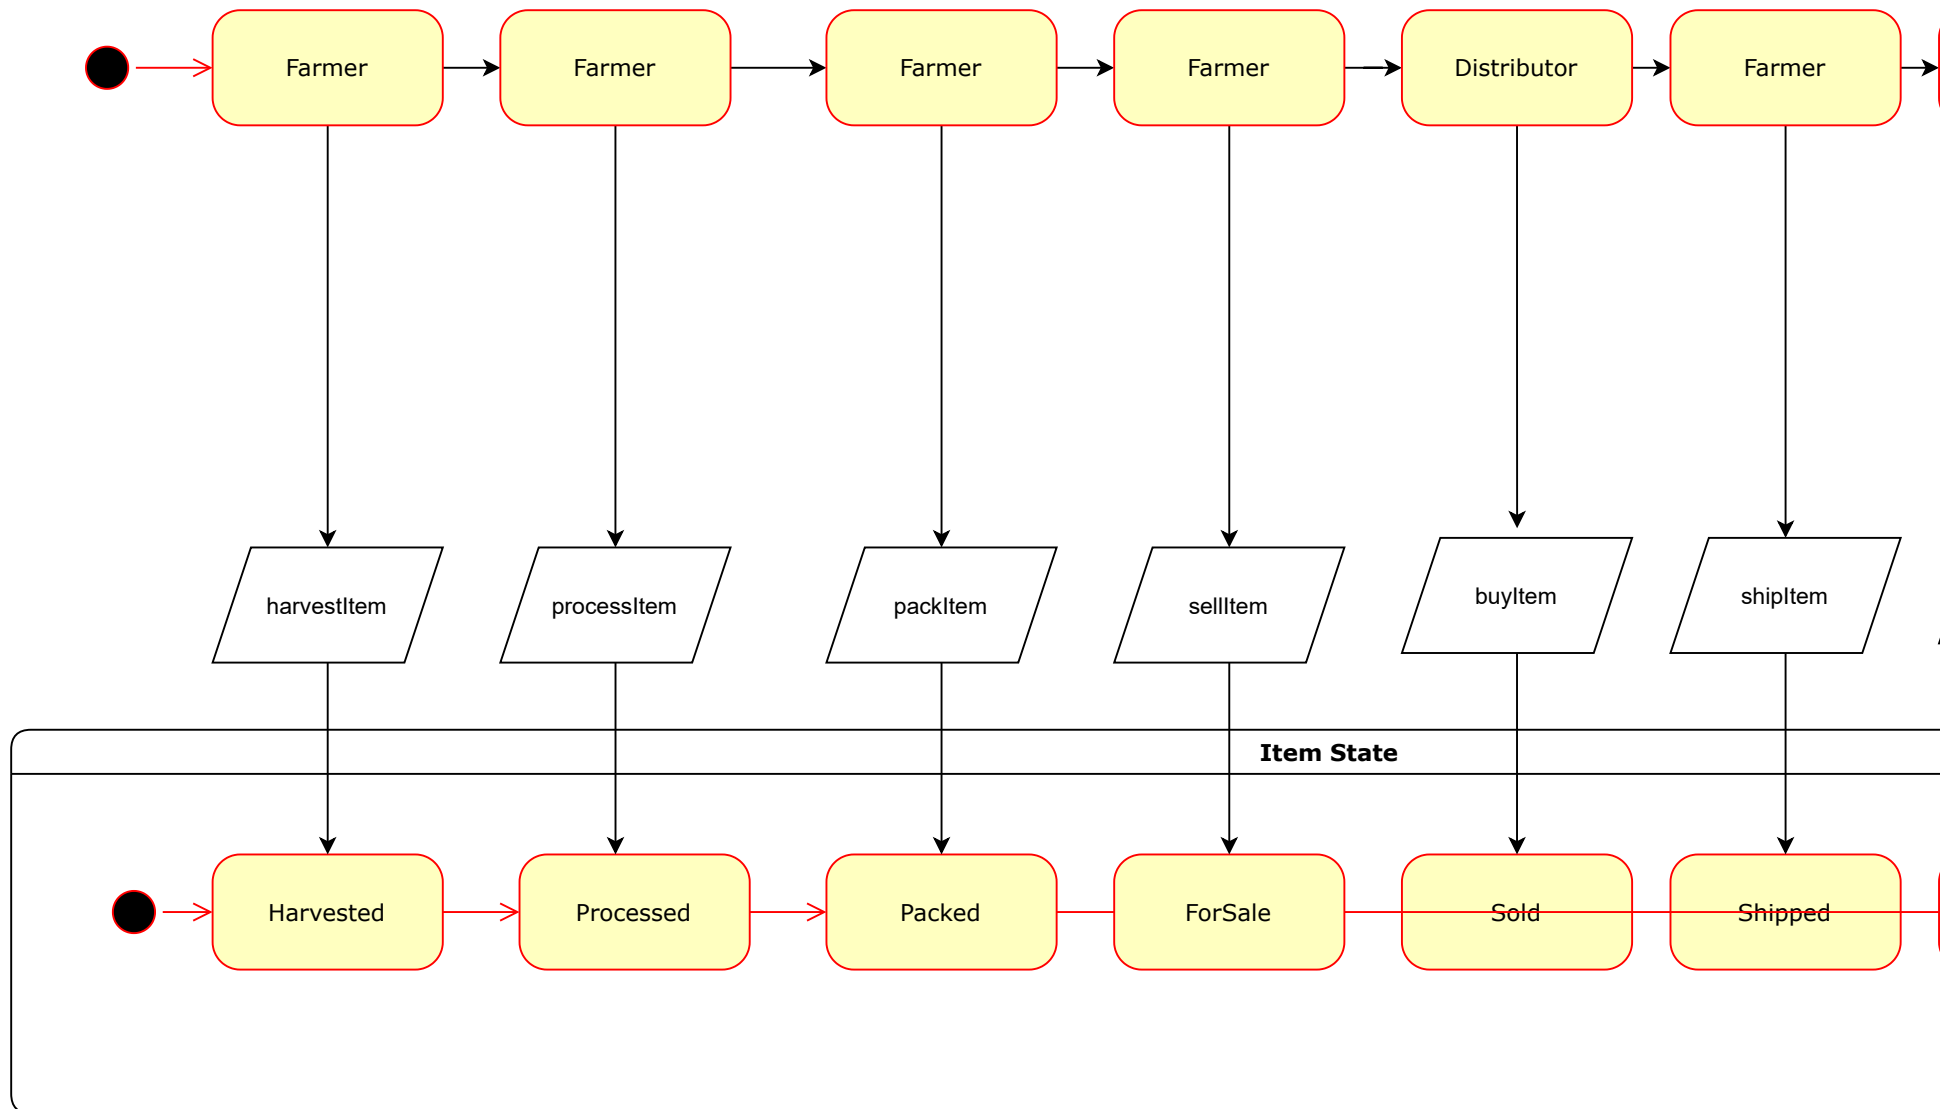 Farmer
Farmer
Farmer
Farmer
Distributor
Farmer
harvestItem
processItem
packItem
sellItem
buyItem
shipItem
Item State
Harvested
Processed
Packed
ForSale
Sold
Shipped